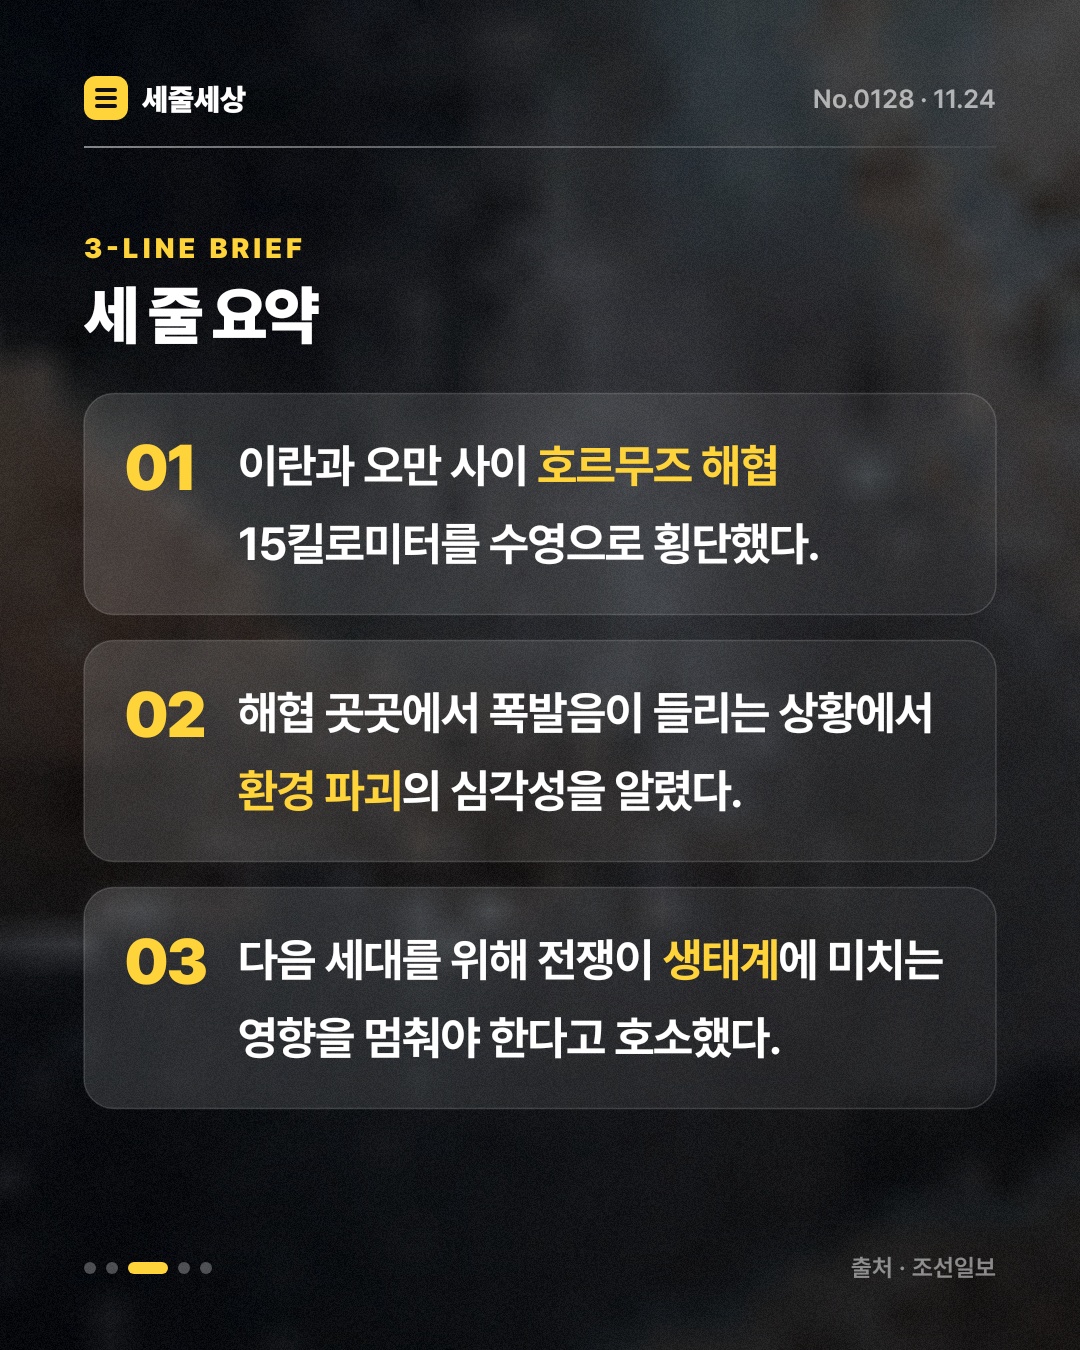 세줄세상
No.0128 · 11.24
3-LINE BRIEF
세 줄 요약
01
이란과 오만 사이 호르무즈 해협
15킬로미터를 수영으로 횡단했다.
02
해협 곳곳에서 폭발음이 들리는 상황에서
환경 파괴의 심각성을 알렸다.
03
다음 세대를 위해 전쟁이 생태계에 미치는
영향을 멈춰야 한다고 호소했다.
출처 · 조선일보